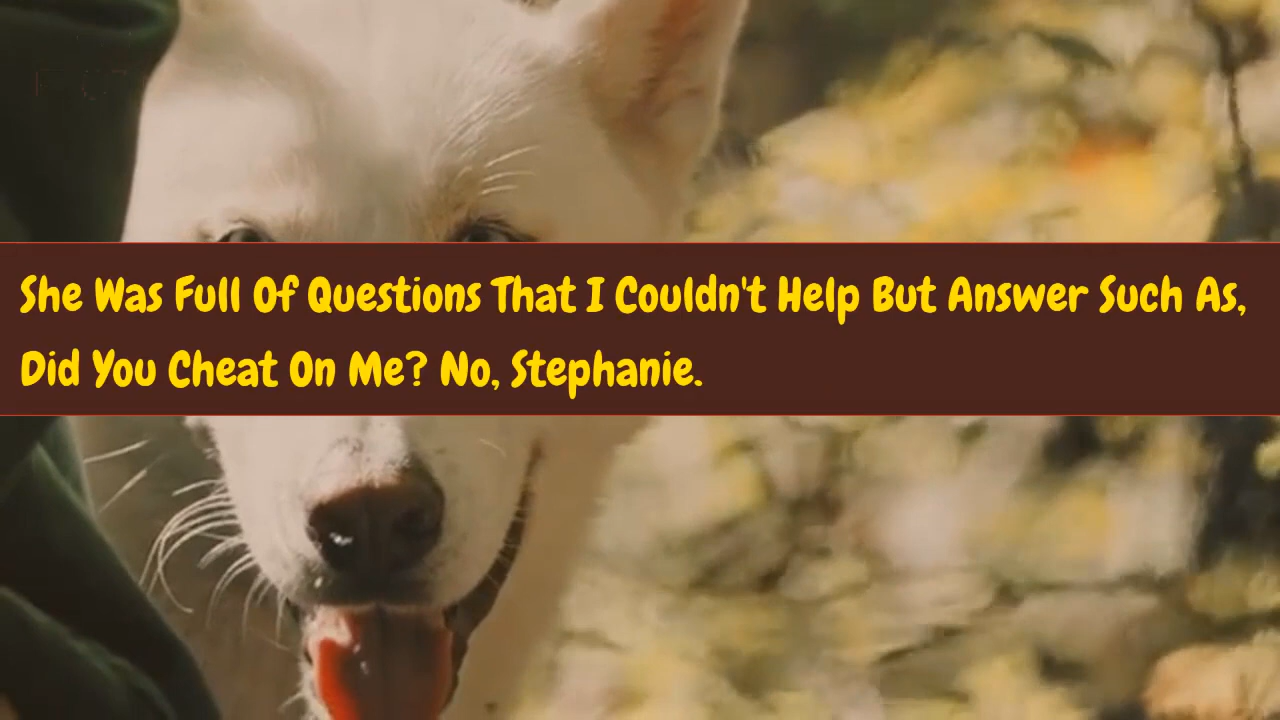 She Was Full Of Questions That I Couldn't Help But Answer Such As,
Did You Cheat On Me? No, Stephanie.